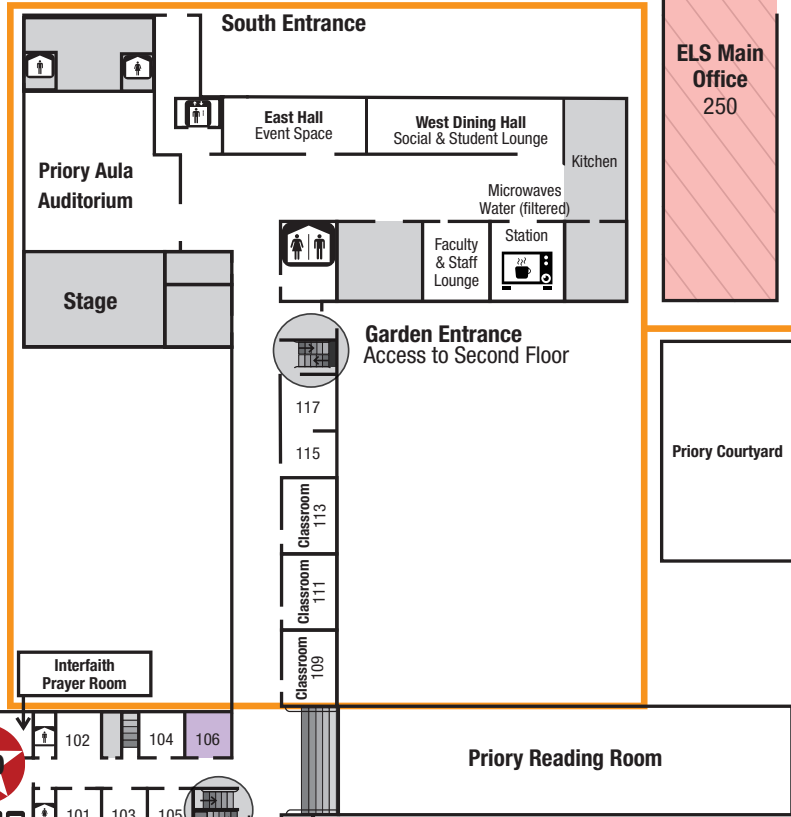 South Entrance
ELS Main
Office
250
East Hall
Event Space
West Dining Hall
Social & Student Lounge
Kitchen
Priory Aula
Auditorium
Microwaves
Water (filtered)
Station
Faculty
& Staff
Lounge
Stage
Garden Entrance
Access to Second Floor
117
115
Priory Courtyard
Classroom
113
Classroom
111
Classroom
109
Interfaith
Prayer Room
102
104
106
Priory Reading Room
101
103
105